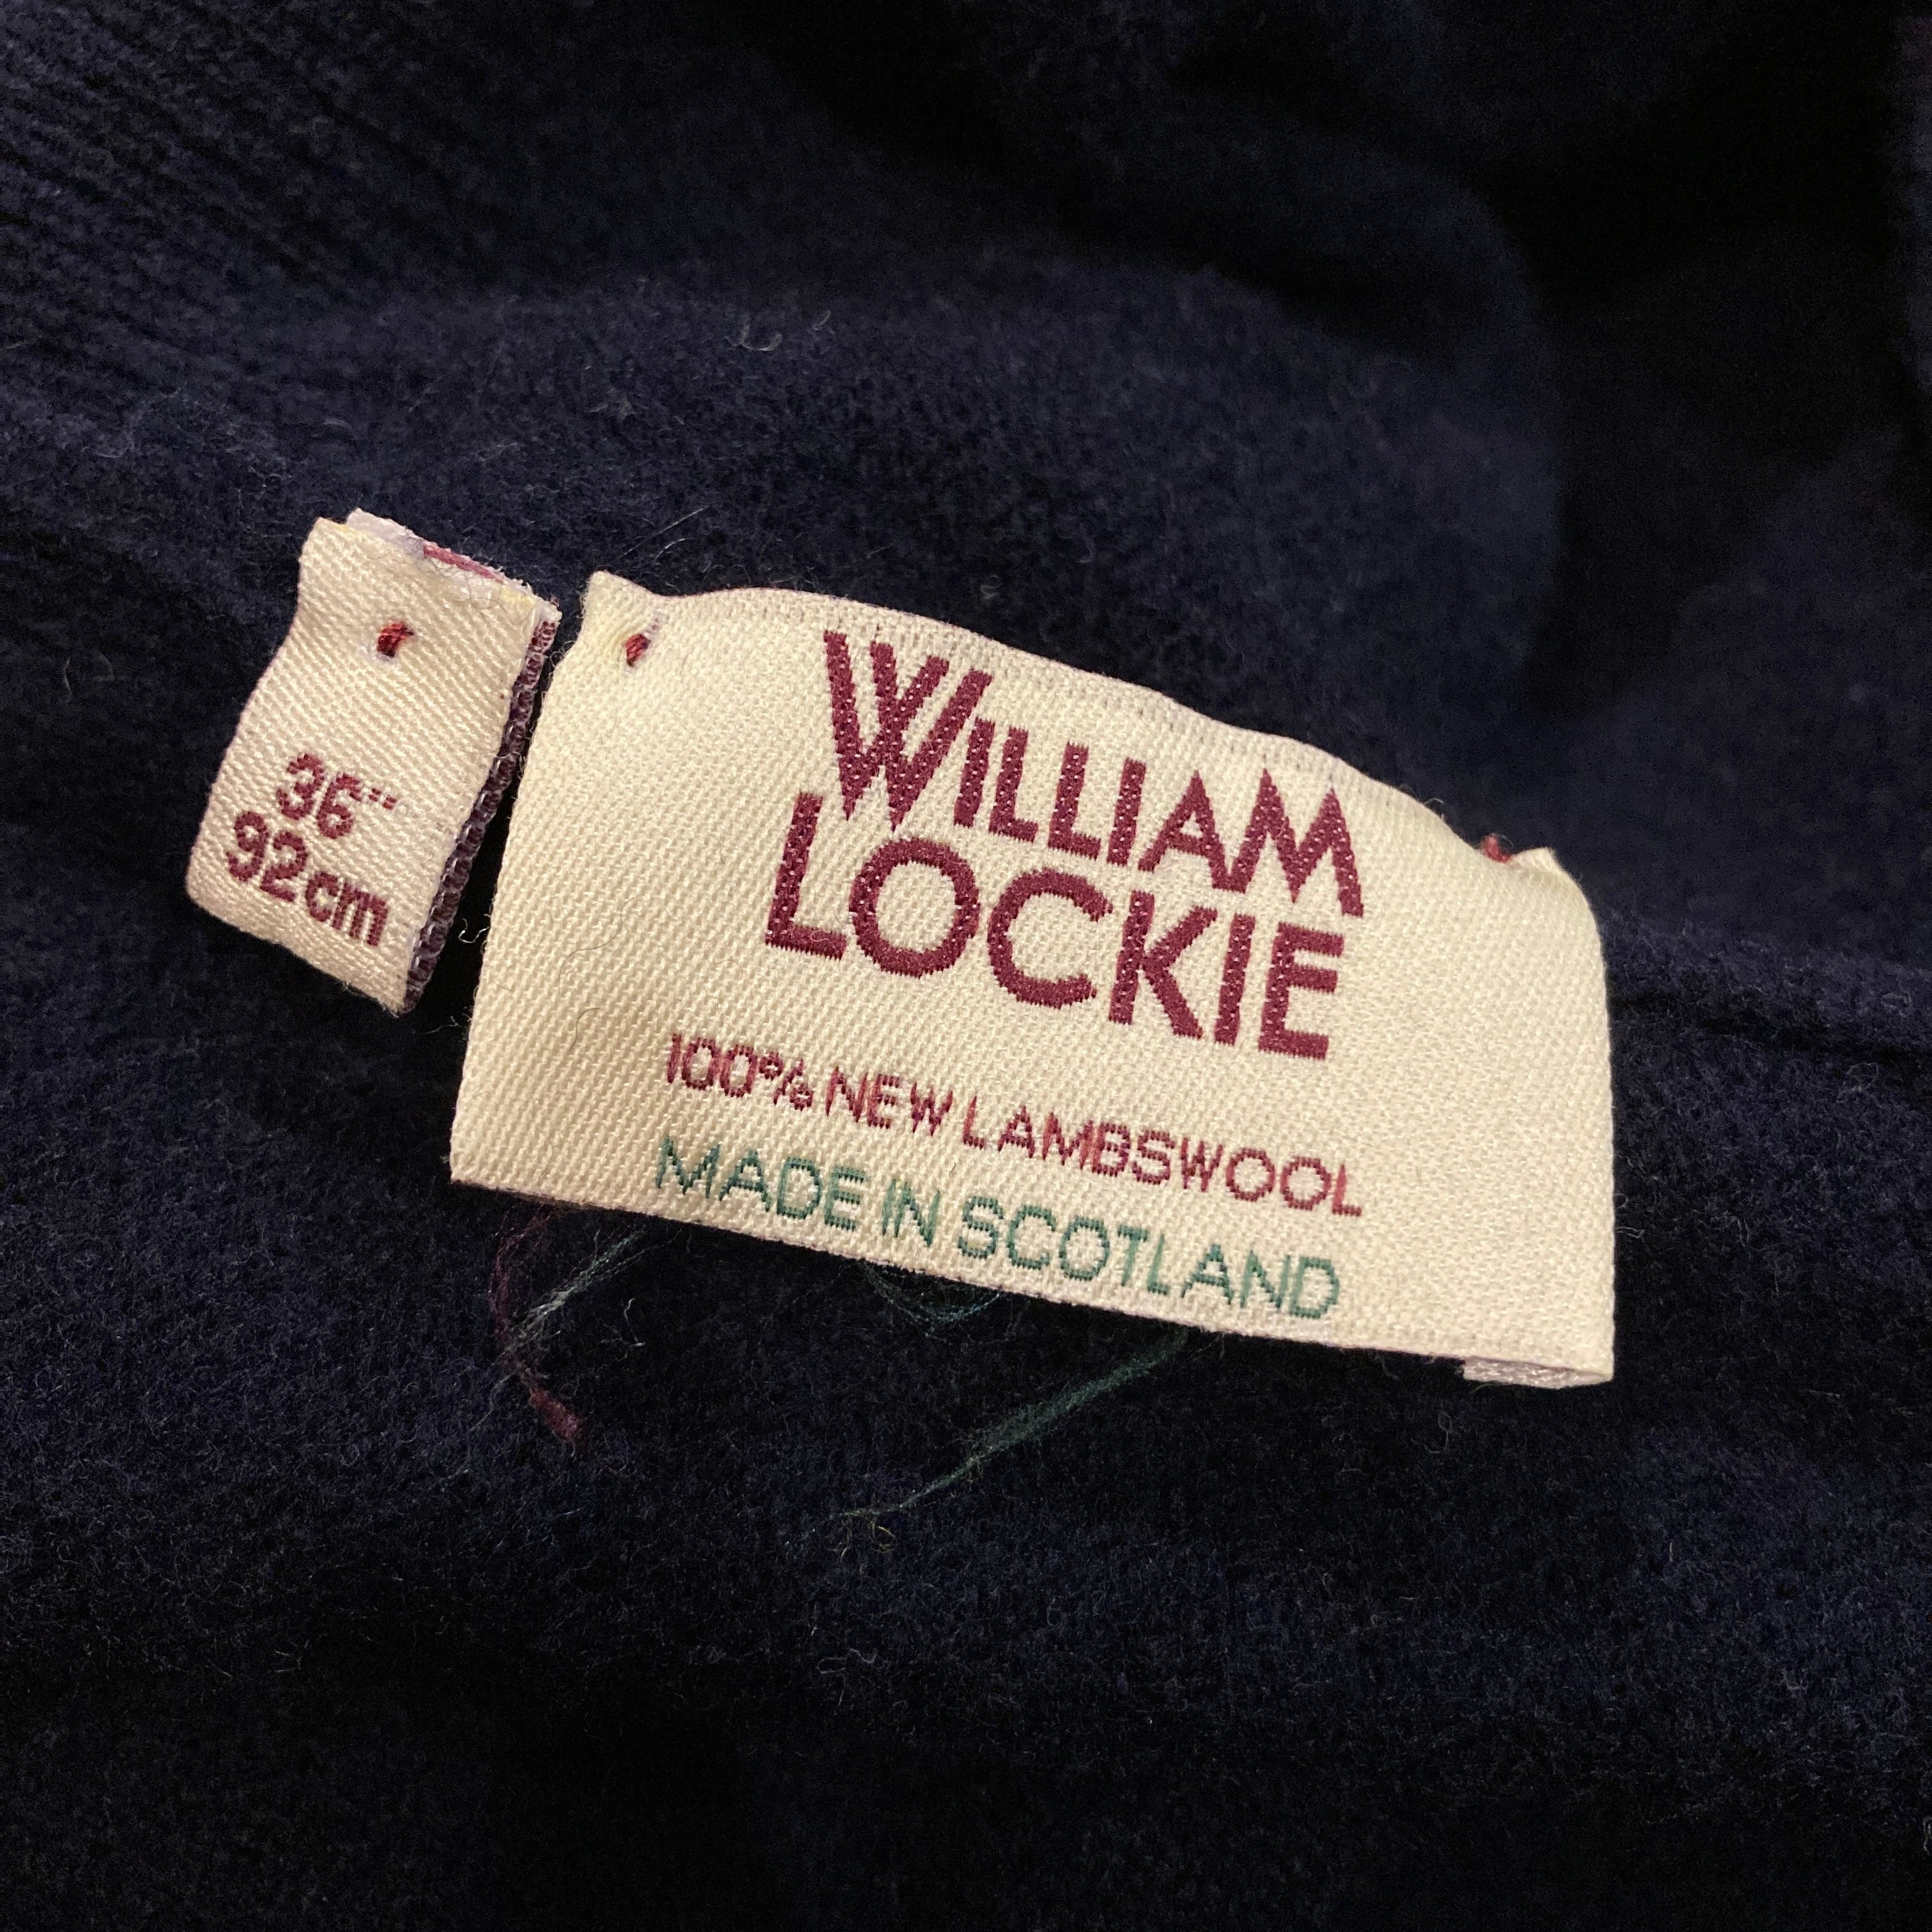 36"
92cm
WILLIAM
LOCKIE
100% NEW LAMBSWOOL
MADE IN SCOTLAND